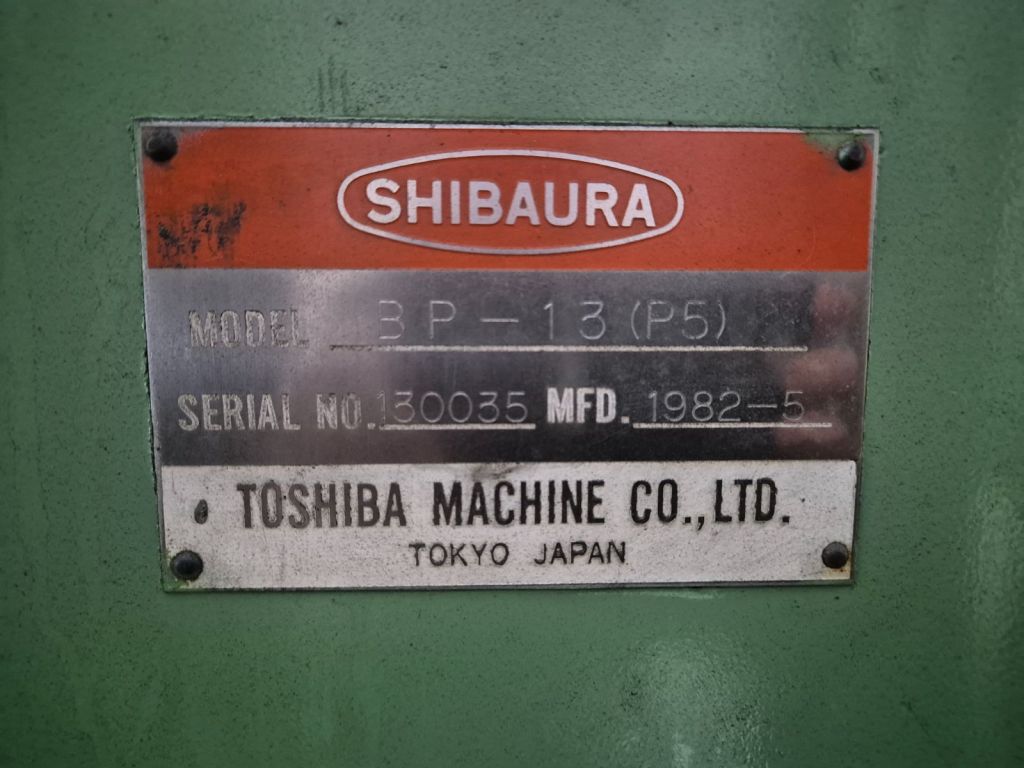 SHIBAURA
MODEL BP-13(P5)
SERIAL NO. 130035 MFD. 1982-5
TOSHIBA MACHINE CO., LTD.
TOKYO JAPAN